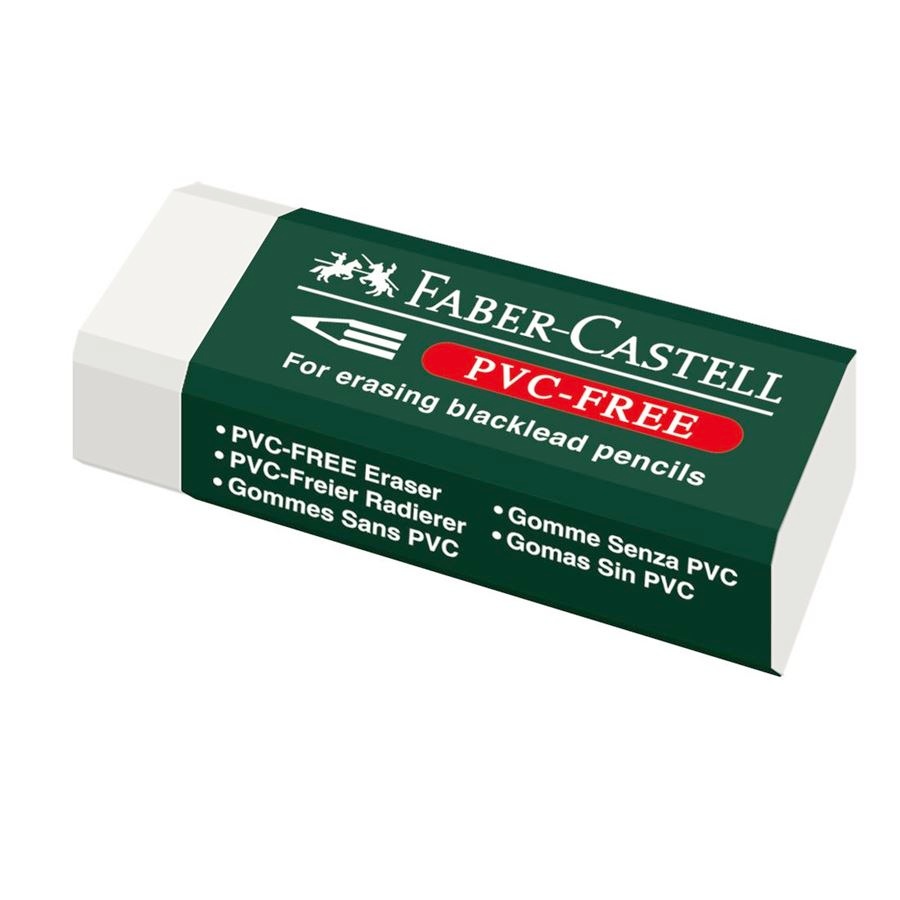 FABER-CASTELL
PVC-FREE
For erasing blacklead pencils
• PVC-FREE Eraser
• PVC-Freier Radierer
• Gommes Sans PVC
• Gomme Senza PVC
• Gomas Sin PVC